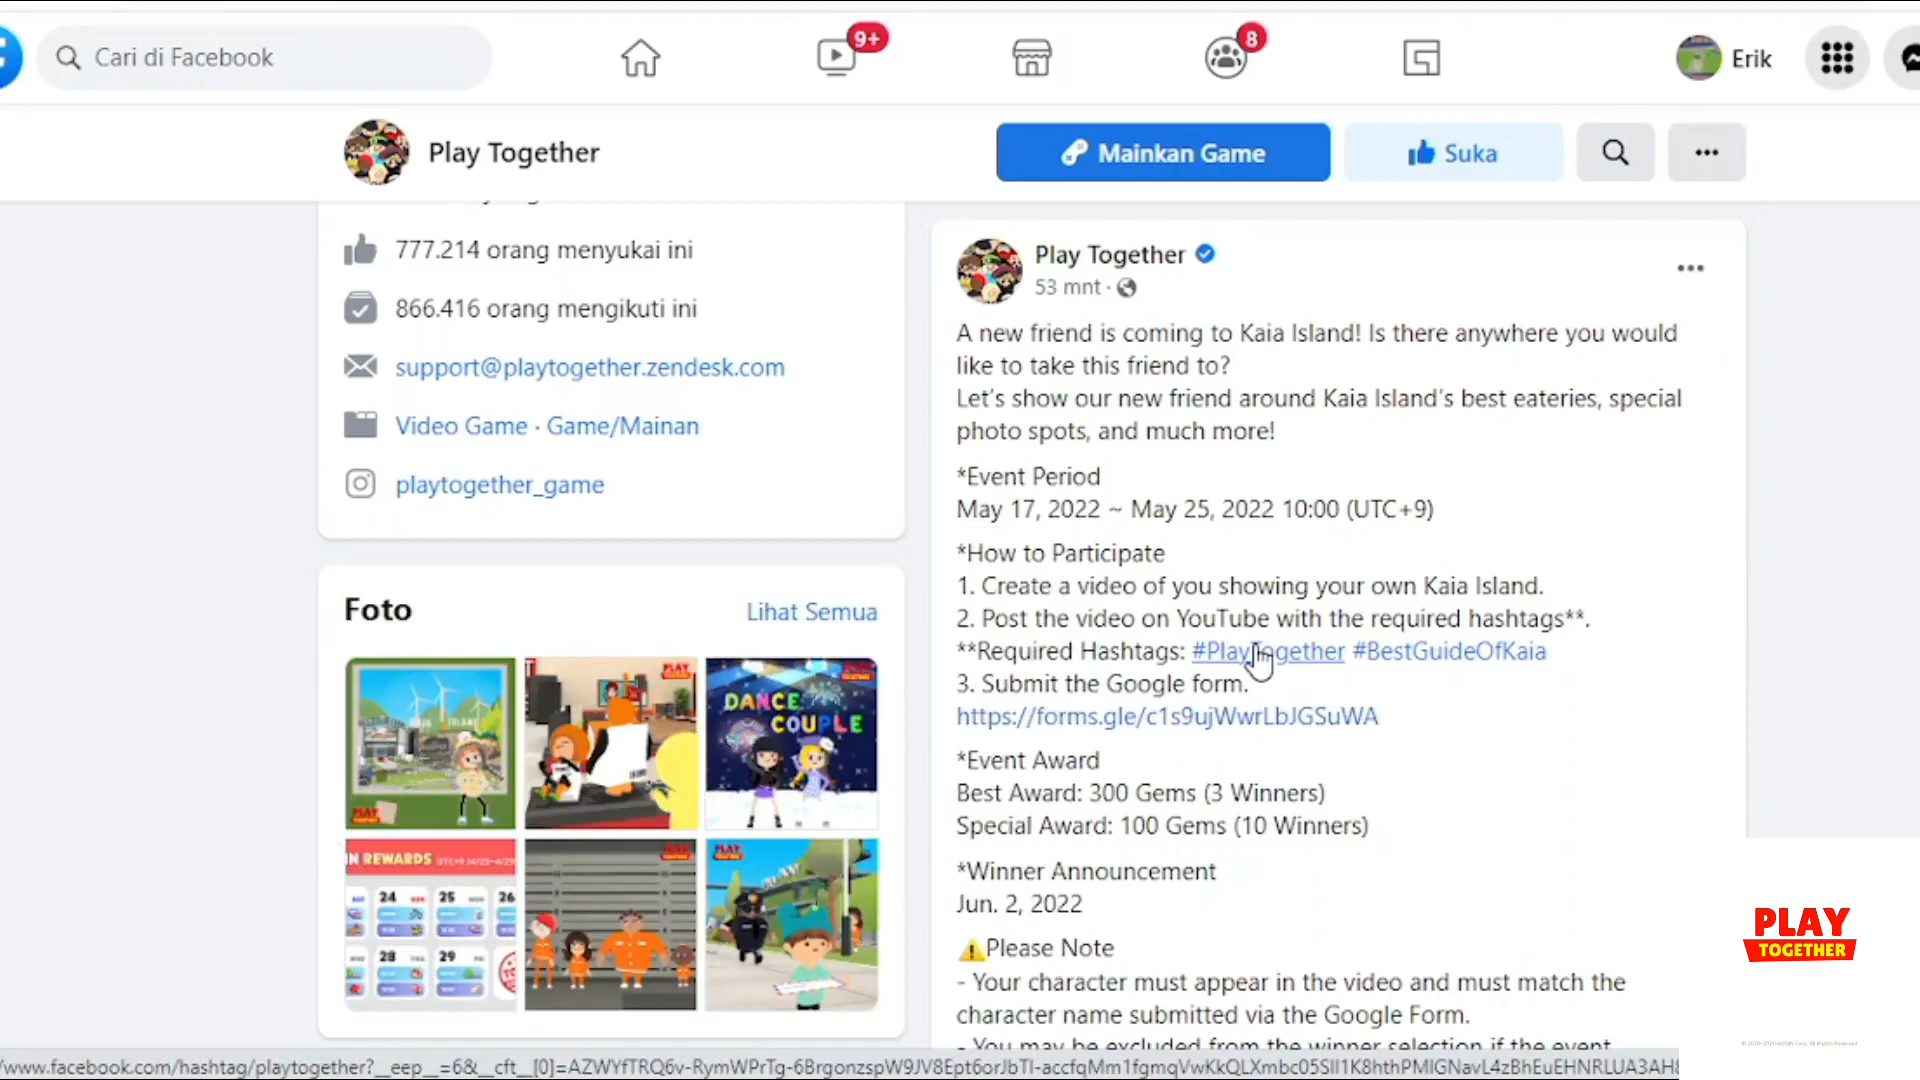 Cari di Facebook
9+
8
Erik
Play Together
Mainkan Game
Suka
777.214 orang menyukai ini
866.416 orang mengikuti ini
support@playtogether.zendesk.com
Video Game · Game/Mainan
playtogether_game
Foto
Lihat Semua
PLAY TOGETHER
DANCE
COUPLE
IN REWARDS
24
25
26
28
29
Play Together
53 mnt ·
A new friend is coming to Kaia Island! Is there anywhere you would
like to take this friend to?
Let's show our new friend around Kaia Island's best eateries, special
photo spots, and much more!
*Event Period
May 17, 2022 ~ May 25, 2022 10:00 (UTC+9)
*How to Participate
1. Create a video of you showing your own Kaia Island.
2. Post the video on YouTube with the required hashtags**.
**Required Hashtags: #PlayTogether #BestGuideOfKaia
3. Submit the Google form.
https://forms.gle/c1s9ujWwrLbJGSuWA
*Event Award
Best Award: 300 Gems (3 Winners)
Special Award: 100 Gems (10 Winners)
*Winner Announcement
Jun. 2, 2022
⚠Please Note
- Your character must appear in the video and must match the
character name submitted via the Google Form.
- You may be excluded from the winner selection if the event
PLAY
TOGETHER
/www.facebook.com/hashtag/playtogether?__eep__=6&__cft__[0]=